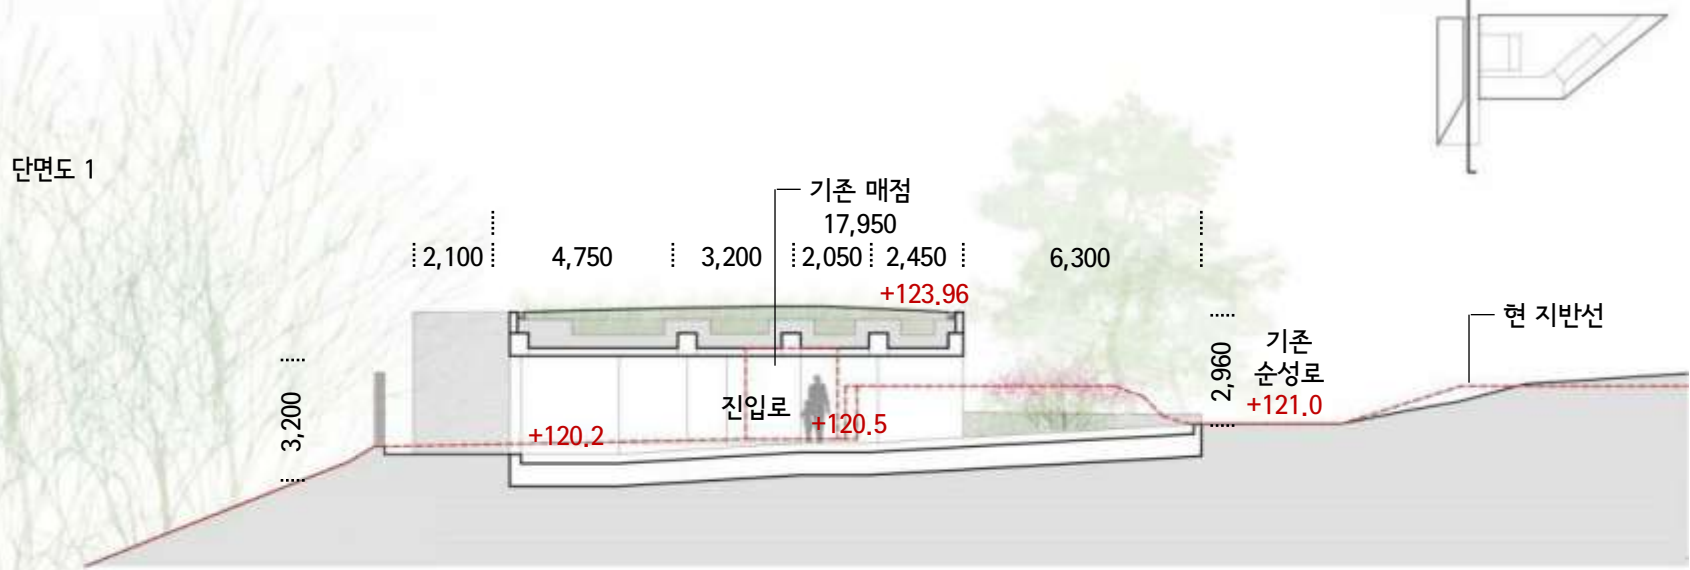 단면도 1
기존 매점
17,950
2,100 4,750 3,200 2,050 2,450 6,300
+123.96
현 지반선
2,960
기존
순성로
+121.0
3,200
진입로
+120.5
+120.2